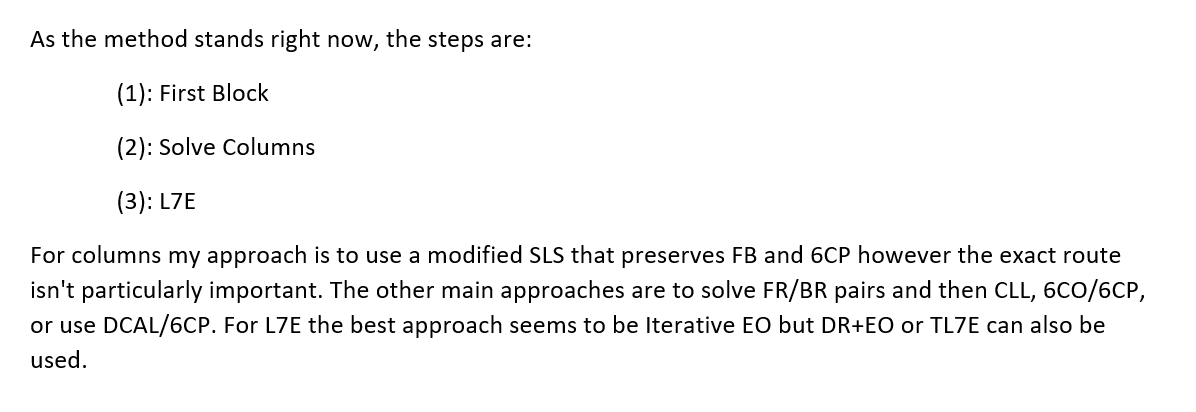 As the method stands right now, the steps are:
(1): First Block
(2): Solve Columns
(3): L7E
For columns my approach is to use a modified SLS that preserves FB and 6CP however the exact route
isn't particularly important. The other main approaches are to solve FR/BR pairs and then CLL, 6CO/6CP,
or use DCAL/6CP. For L7E the best approach seems to be Iterative EO but DR+EO or TL7E can also be
used.